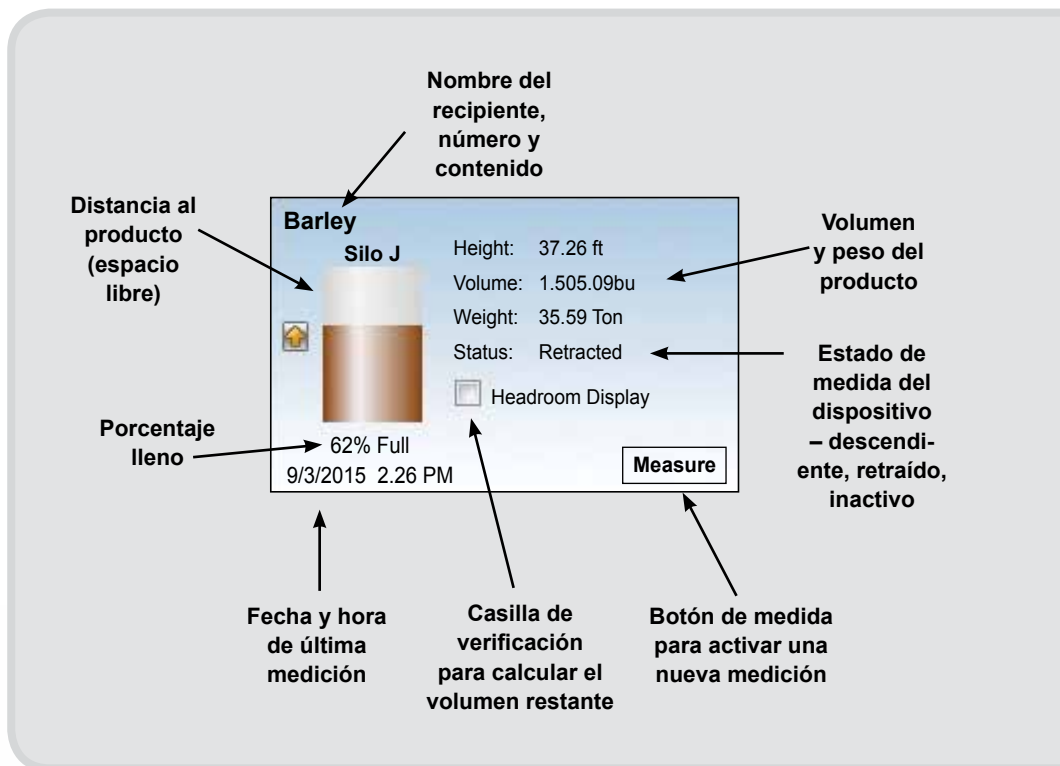 Nombre del
recipiente,
número y
contenido
Distancia al
producto
(espacio
libre)
Porcentaje
lleno
Barley
Silo J
62% Full
9/3/2015 2.26 PM
Height: 37.26 ft
Volume: 1.505.09bu
Weight: 35.59 Ton
Status: Retracted
Headroom Display
Measure
Volumen
y peso del
producto
Estado de
medida del
dispositivo
– descendi-
ente, retraído,
inactivo
Fecha y hora
de última
medición
Casilla de
verificación
para calcular el
volumen restante
Botón de medida
para activar una
nueva medición